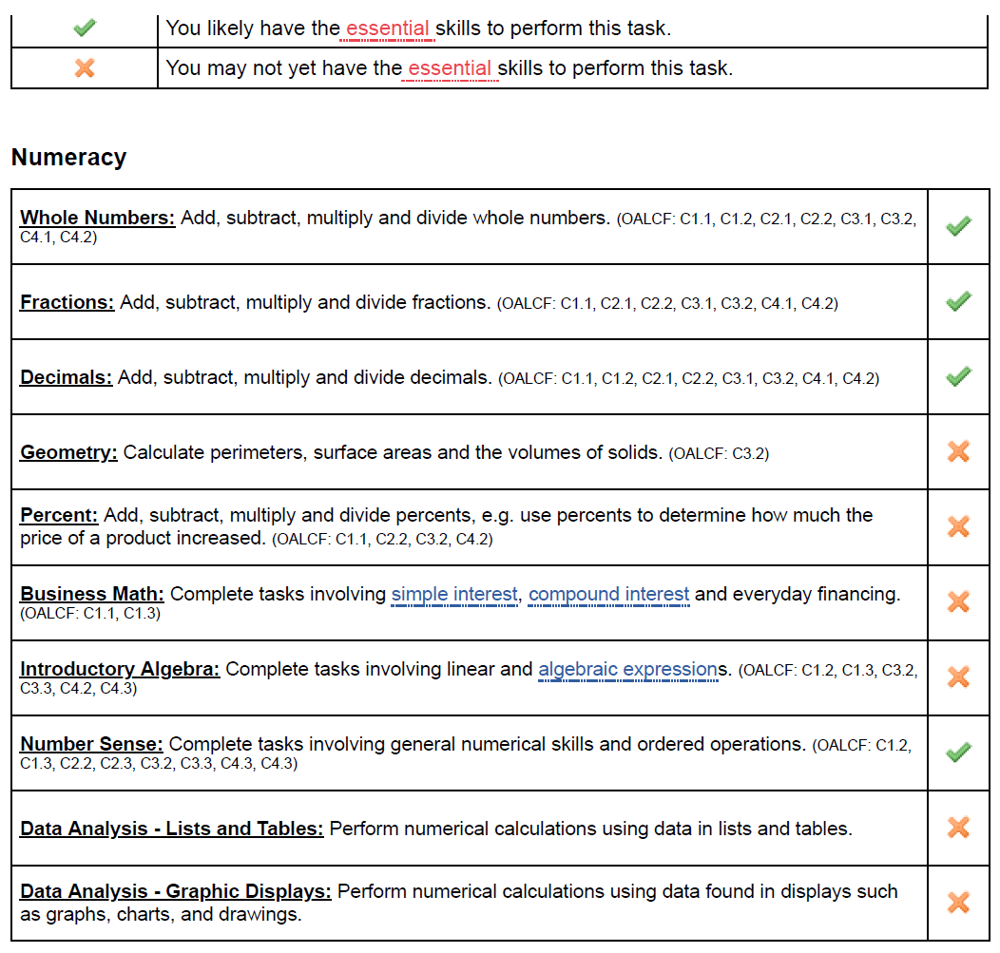 You likely have the essential skills to perform this task.
You may not yet have the essential skills to perform this task.
Numeracy
Whole Numbers: Add, subtract, multiply and divide whole numbers. (OALCF: C1.1, C1.2, C2.1, C2.2, C3.1, C3.2,
C4.1, C4.2)
Fractions: Add, subtract, multiply and divide fractions. (OALCF: C1.1, C2.1, C2.2, C3.1, C3.2, C4.1, C4.2)
Decimals: Add, subtract, multiply and divide decimals. (OALCF: C1.1, C1.2, C2.1, C2.2, C3.1, C3.2, C4.1, C4.2)
Geometry: Calculate perimeters, surface areas and the volumes of solids. (OALCF: C3.2)
Percent: Add, subtract, multiply and divide percents, e.g. use percents to determine how much the
price of a product increased. (OALCF: C1.1, C2.2, C3.2, C4.2)
Business Math: Complete tasks involving simple interest, compound interest and everyday financing.
(OALCF: C1.1, C1.3)
Introductory Algebra: Complete tasks involving linear and algebraic expressions. (OALCF: C1.2, C1.3, C3.2,
C3.3, C4.2, C4.3)
Number Sense: Complete tasks involving general numerical skills and ordered operations. (OALCF: C1.2,
C1.3, C2.2, C2.3, C3.2, C3.3, C4.3, C4.3)
Data Analysis - Lists and Tables: Perform numerical calculations using data in lists and tables.
Data Analysis - Graphic Displays: Perform numerical calculations using data found in displays such
as graphs, charts, and drawings.